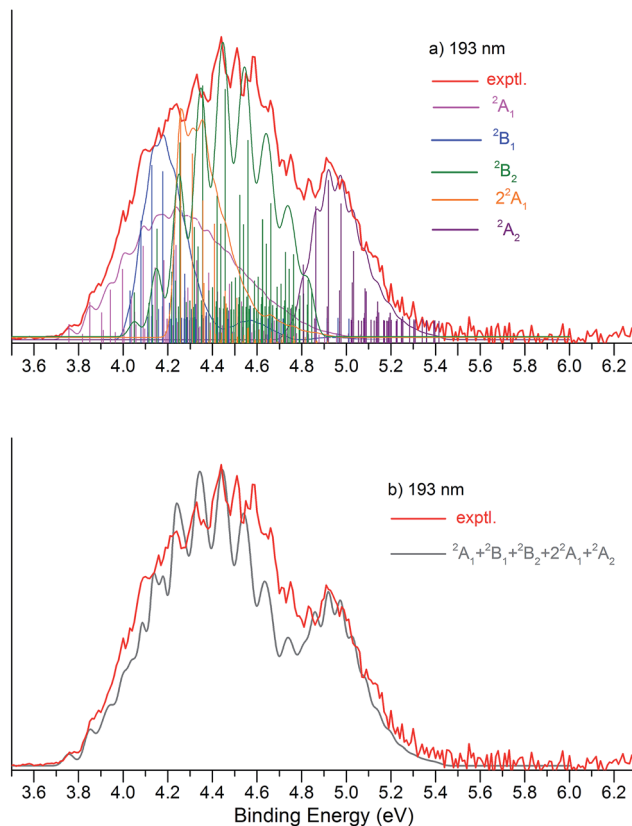 a) 193 nm
exptl.
²A₁
²B₁
²B₂
2²A₁
²A₂
3.6 3.8 4.0 4.2 4.4 4.6 4.8 5.0 5.2 5.4 5.6 5.8 6.0 6.2
b) 193 nm
exptl.
²A₁+²B₁+²B₂+2²A₁+²A₂
3.6 3.8 4.0 4.2 4.4 4.6 4.8 5.0 5.2 5.4 5.6 5.8 6.0 6.2
Binding Energy (eV)